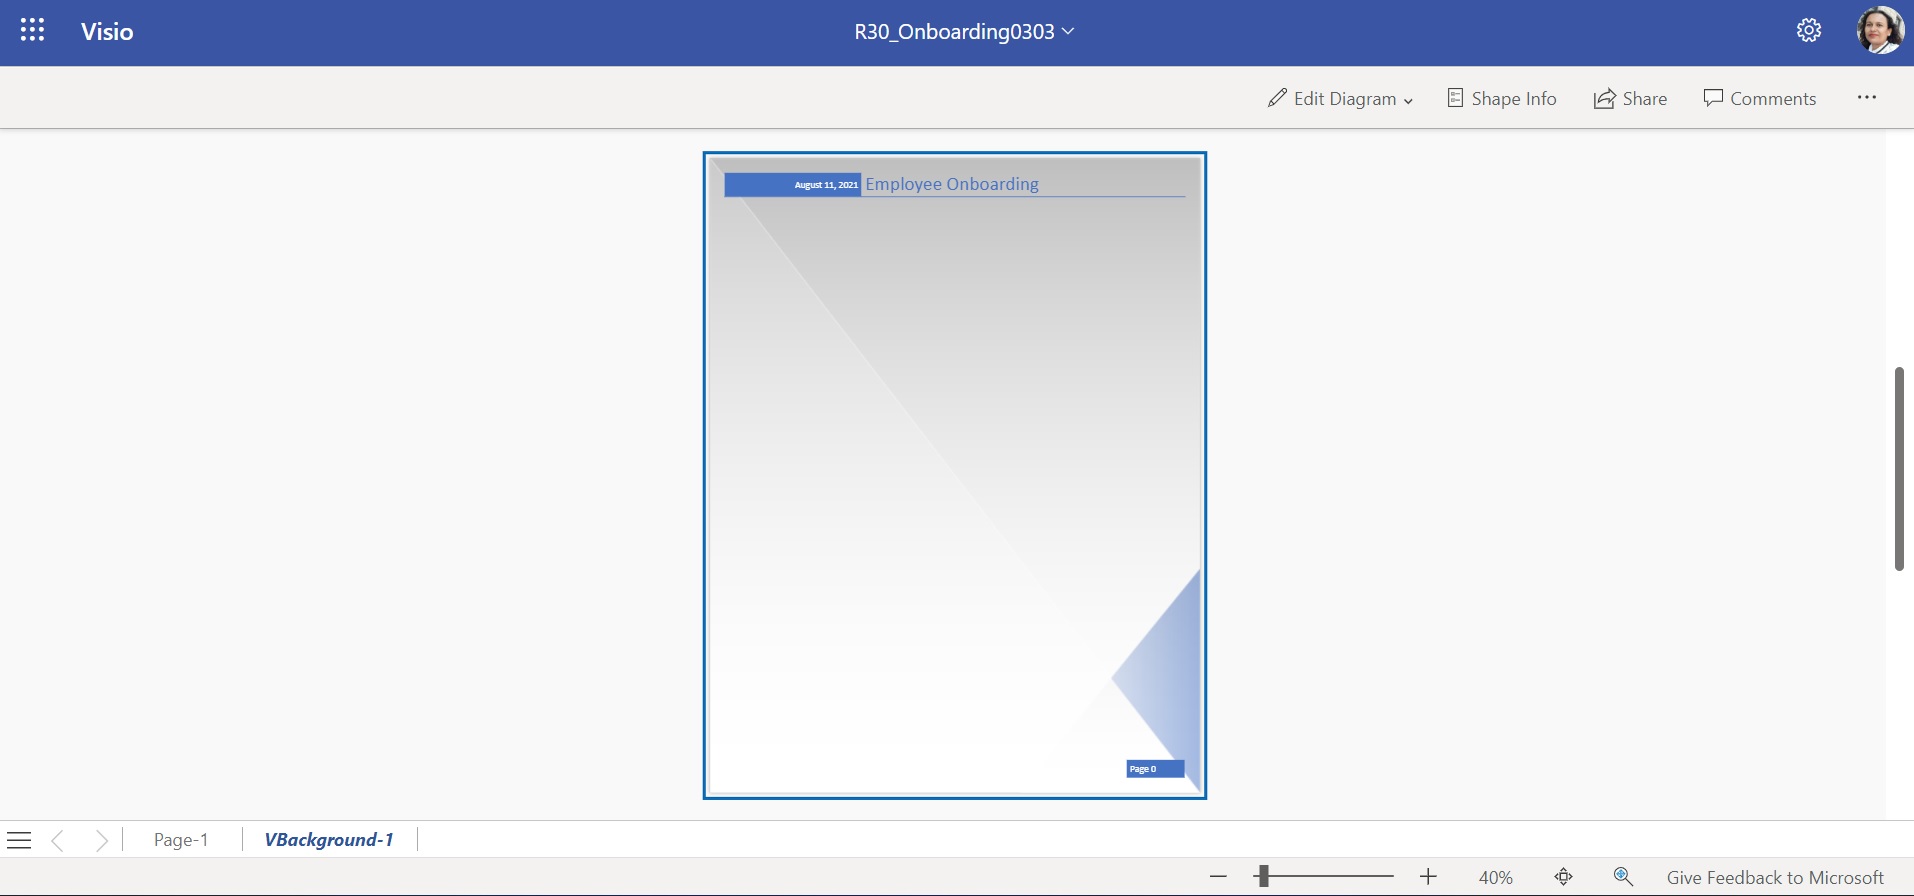 Visio
R30_Onboarding0303
Edit Diagram
Shape Info
Share
Comments
August 11, 2021
Employee Onboarding
Page 0
Page-1
VBackground-1
40%
Give Feedback to Microsoft